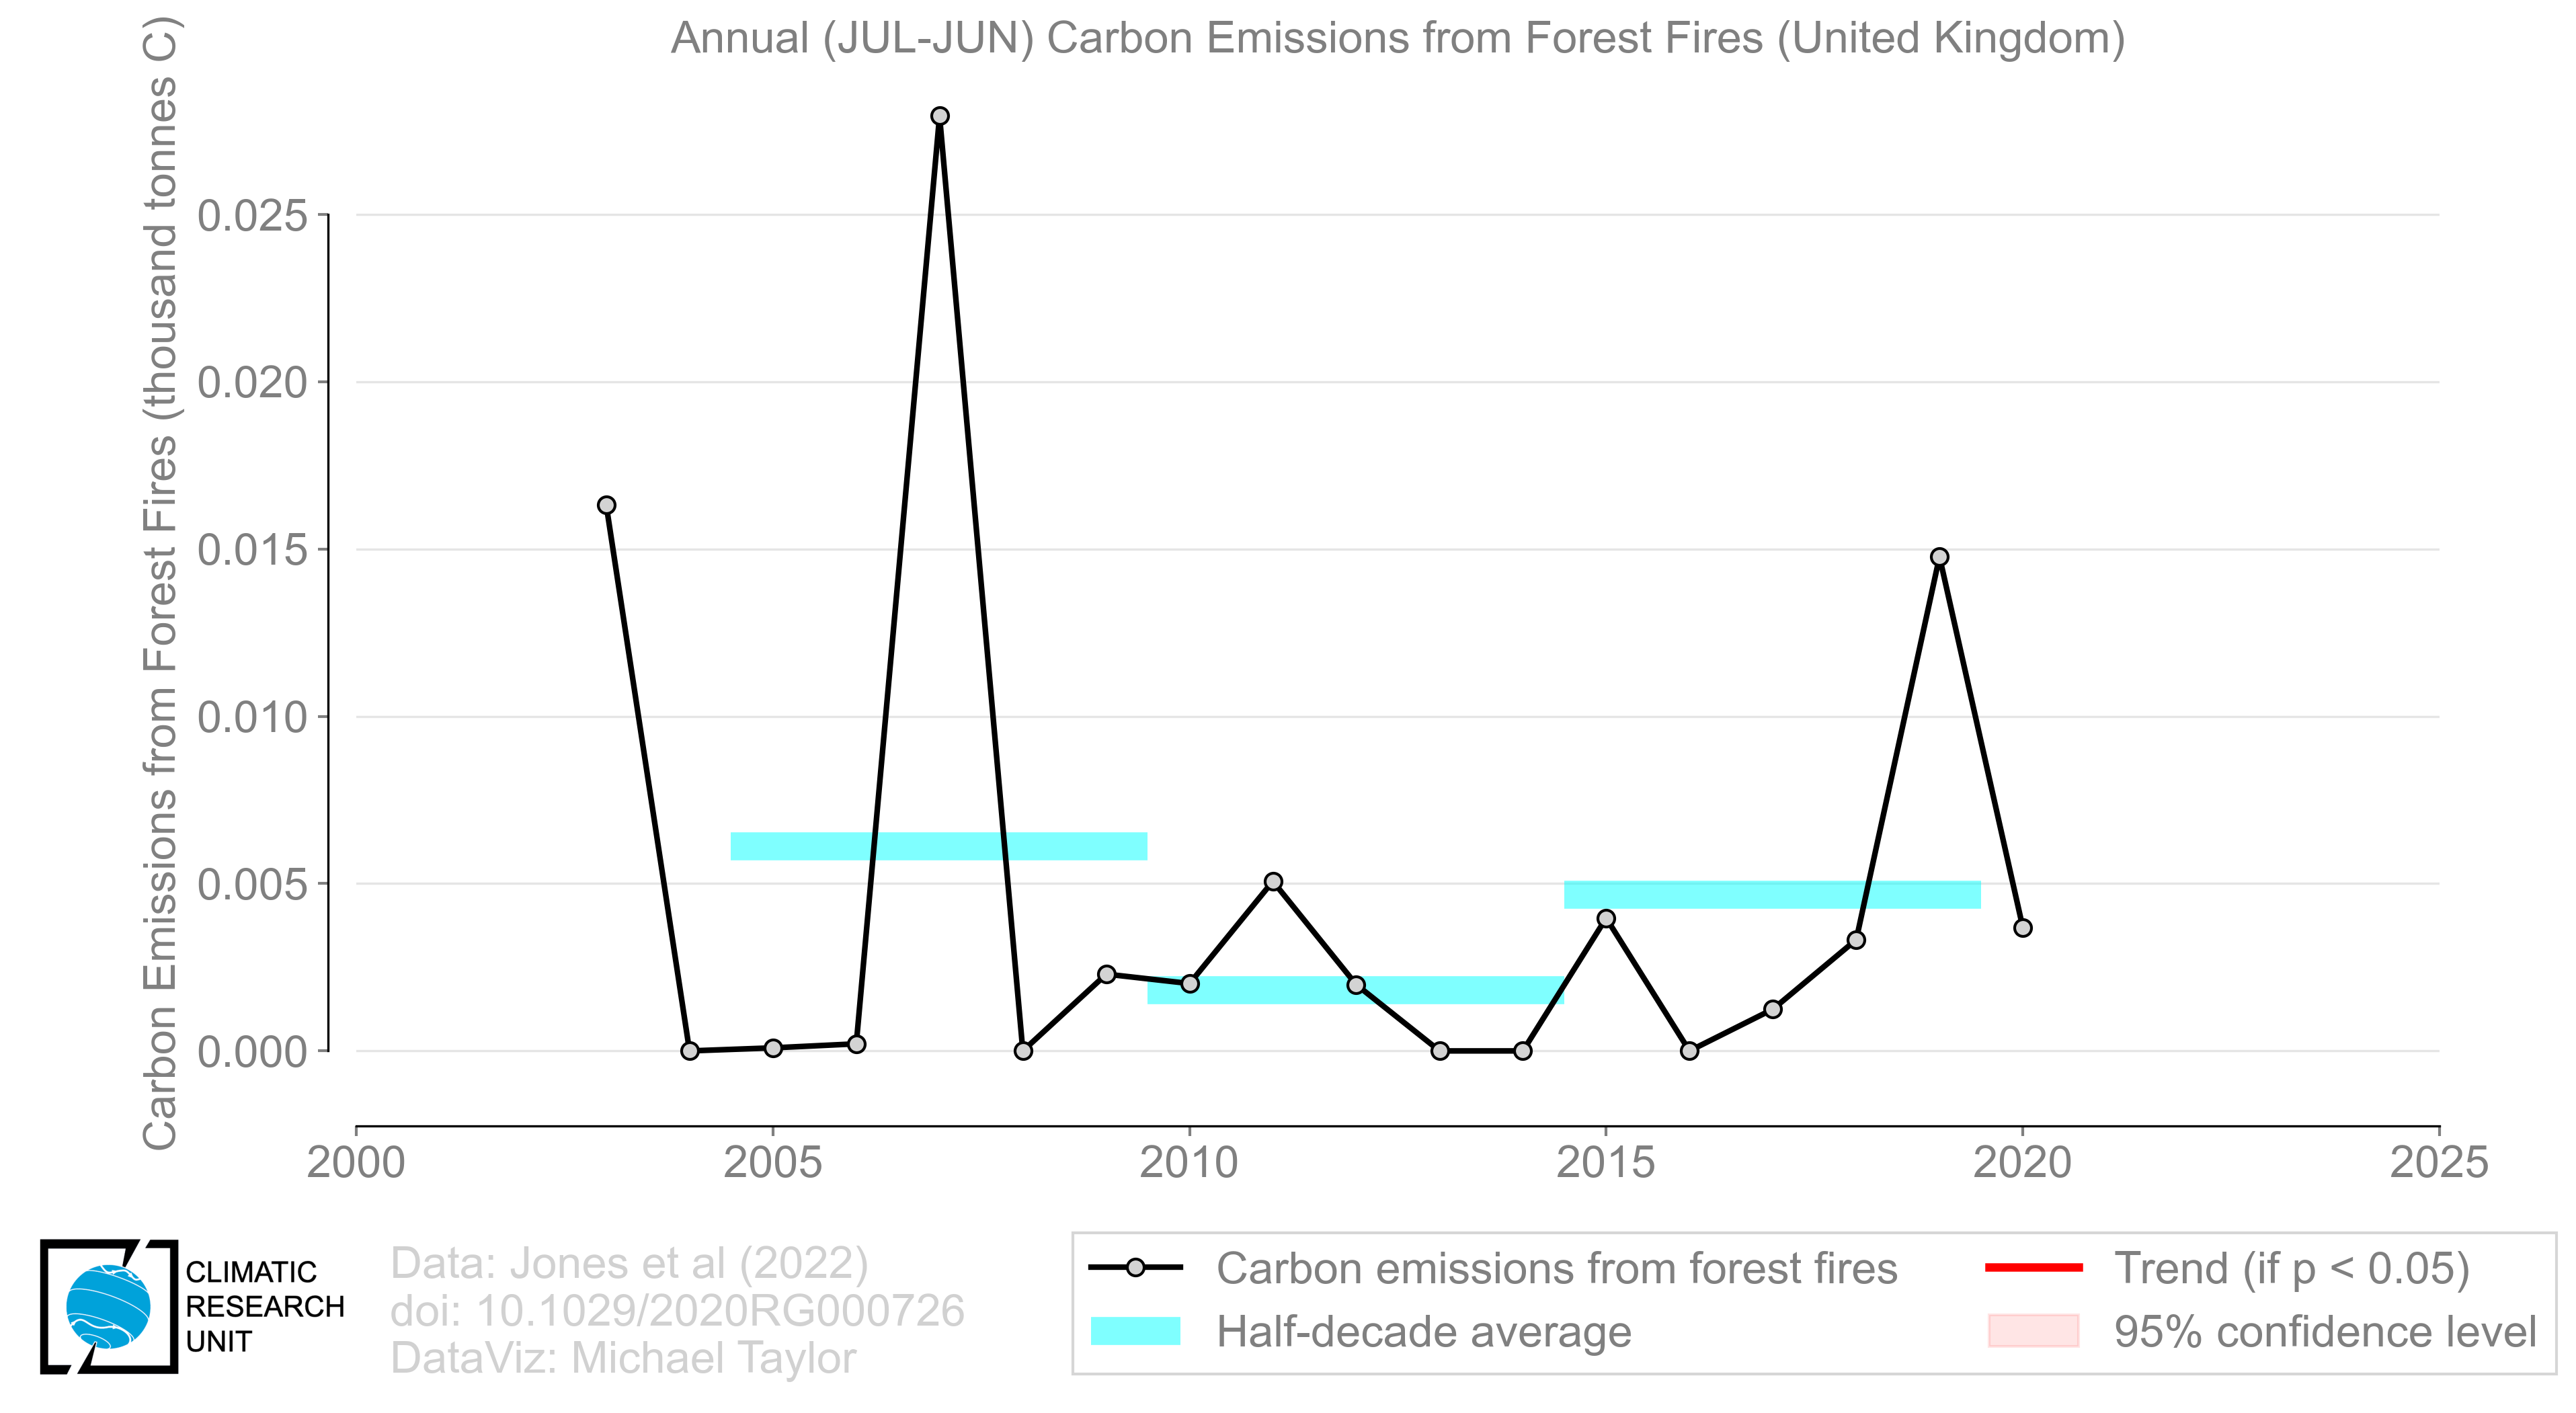 Annual (JUL-JUN) Carbon Emissions from Forest Fires (United Kingdom)
Carbon Emissions from Forest Fires (thousand tonnes C)
0.025
0.020
0.015
0.010
0.005
0.000
2000 2005 2010 2015 2020 2025
CLIMATIC
RESEARCH
UNIT
Data: Jones et al (2022)
doi: 10.1029/2020RG000726
DataViz: Michael Taylor
Carbon emissions from forest fires
Half-decade average
Trend (if p < 0.05)
95% confidence level